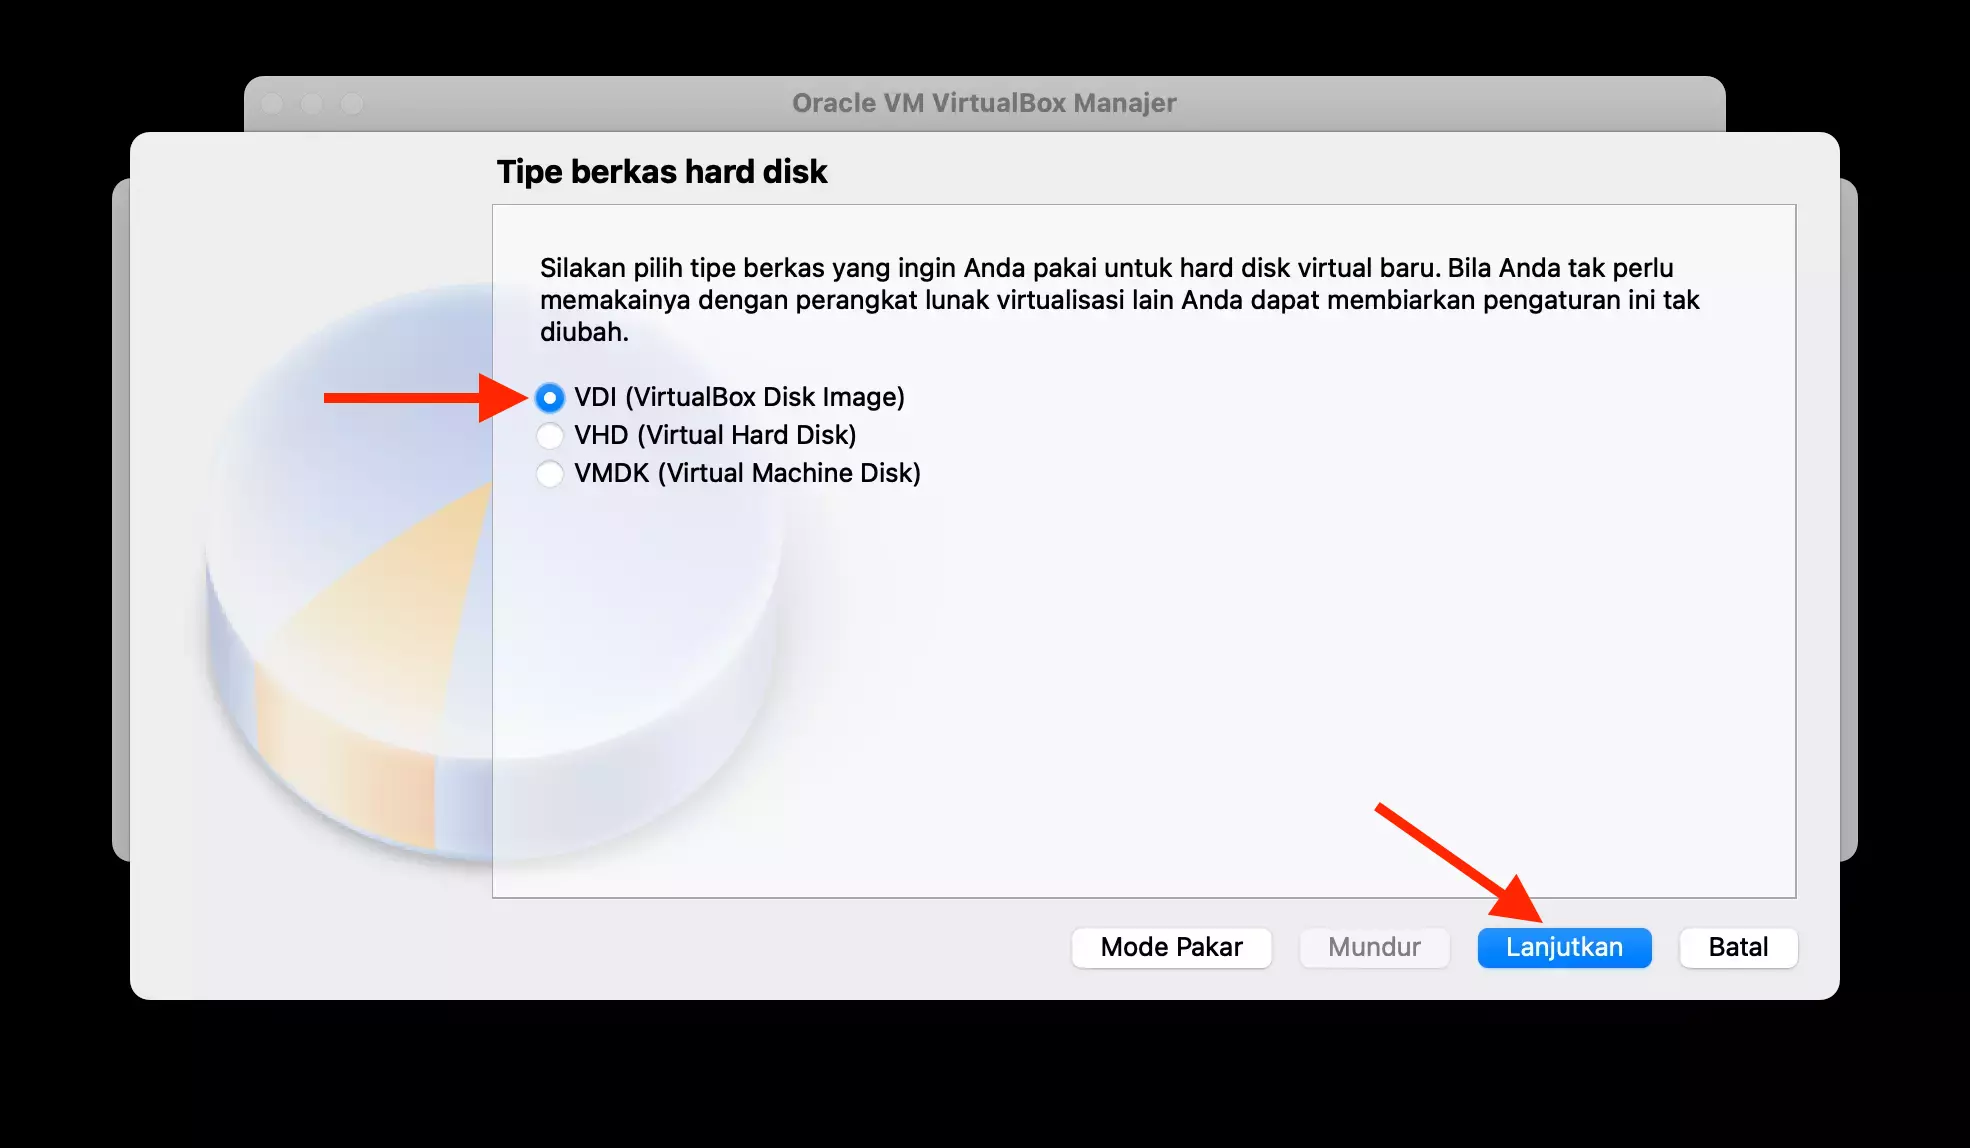 Oracle VM VirtualBox Manajer
Tipe berkas hard disk
Silakan pilih tipe berkas yang ingin Anda pakai untuk hard disk virtual baru. Bila Anda tak perlu
memakainya dengan perangkat lunak virtualisasi lain Anda dapat membiarkan pengaturan ini tak
diubah.
VDI (VirtualBox Disk Image)
VHD (Virtual Hard Disk)
VMDK (Virtual Machine Disk)
Mode Pakar
Mundur
Lanjutkan
Batal